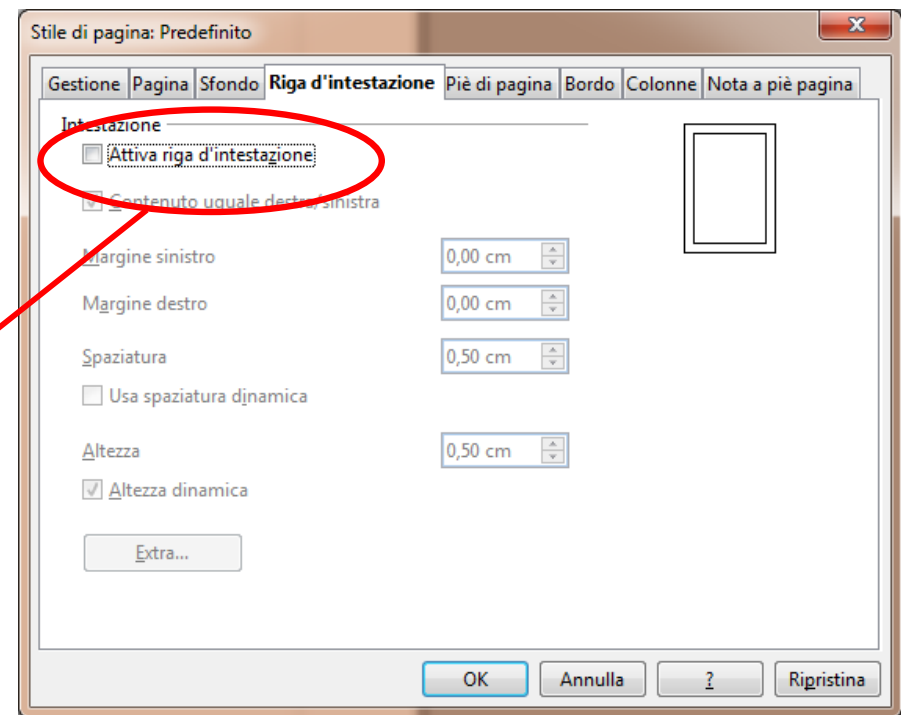 Stile di pagina: Predefinito
Gestione Pagina Sfondo Riga d'intestazione Piè di pagina Bordo Colonne Nota a piè pagina
Intestazione
Attiva riga d'intestazione
Contenuto uguale destra/sinistra
Margine sinistro 0,00 cm
Margine destro 0,00 cm
Spaziatura 0,50 cm
Usa spaziatura dinamica
Altezza 0,50 cm
Altezza dinamica
Extra...
OK Annulla ? Ripristina